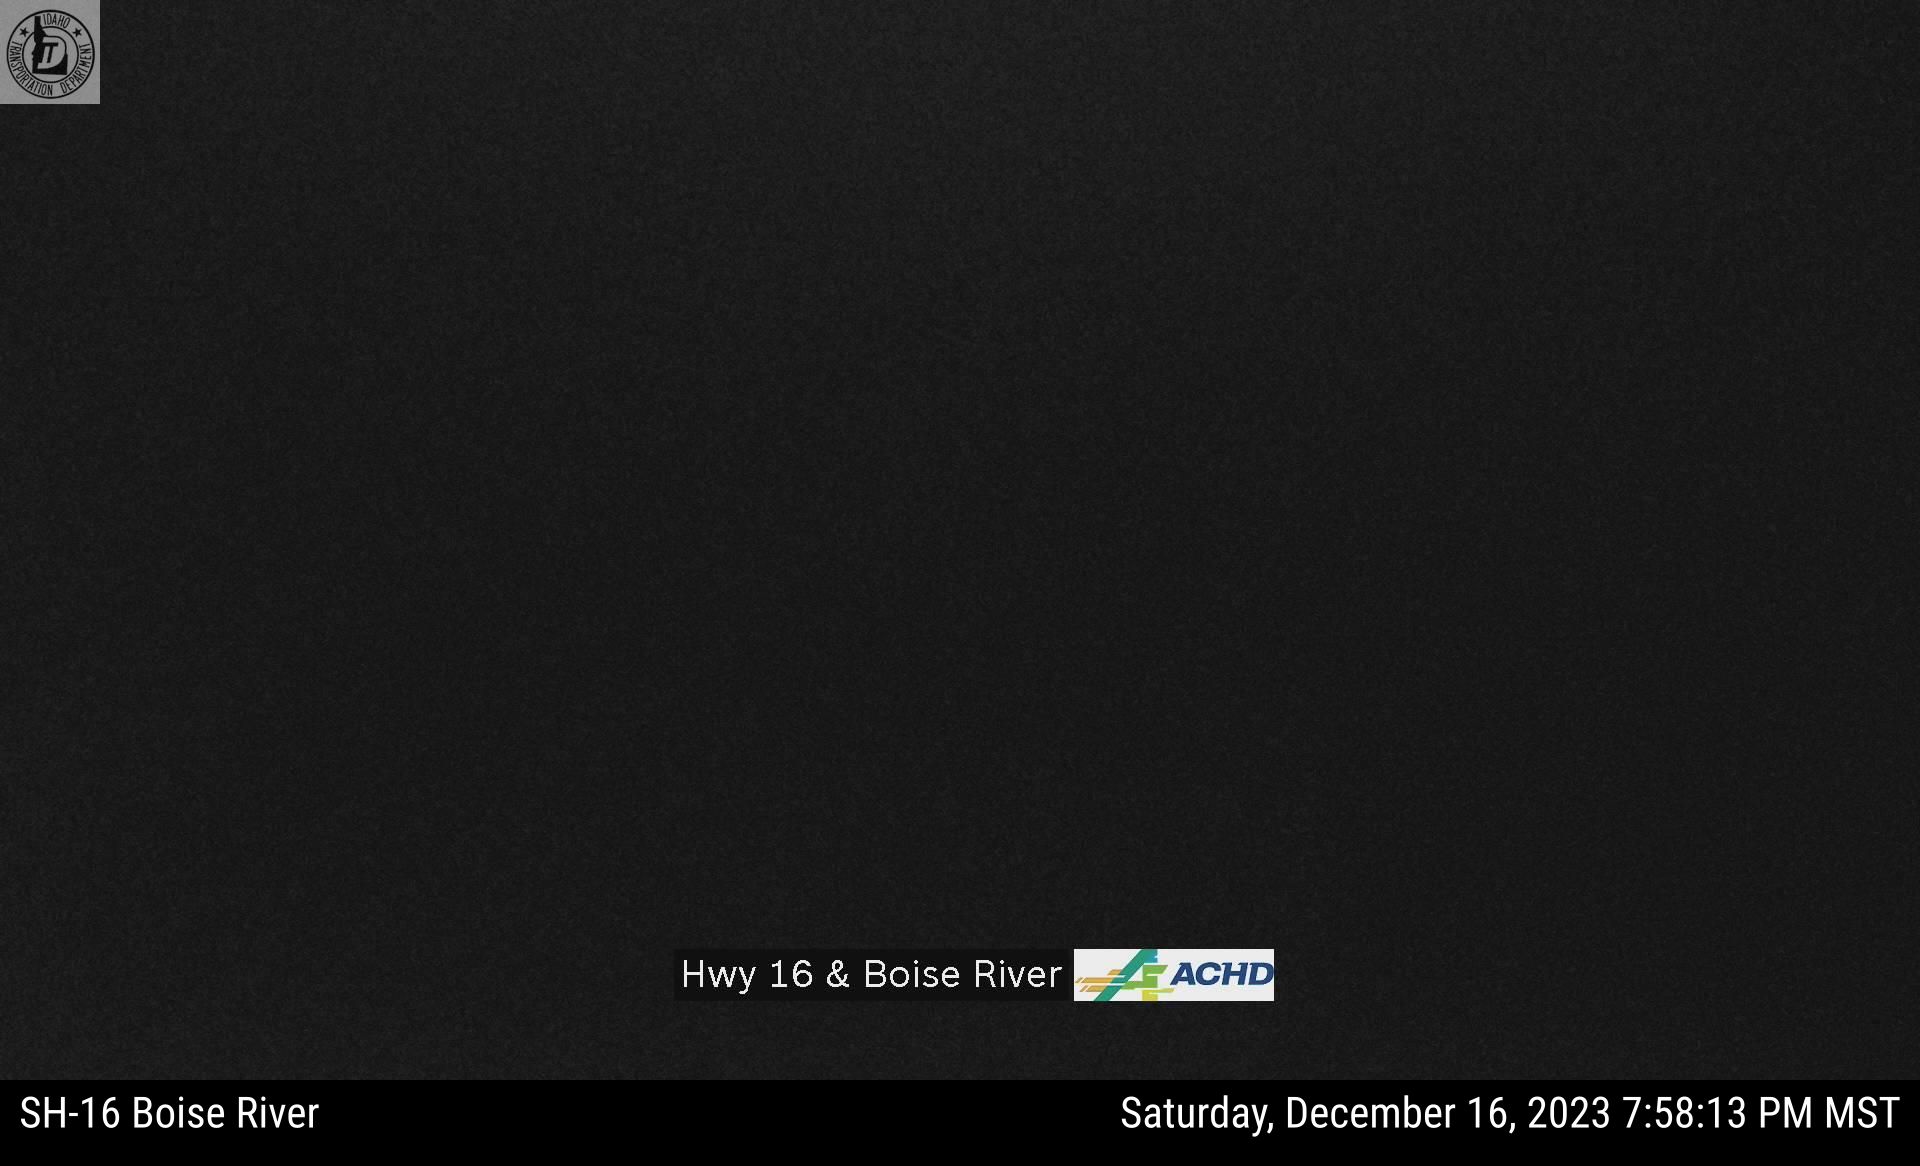 IDAHO
TRANSPORTATION DEPARTMENT
Hwy 16 & Boise River
ACHD
SH-16 Boise River
Saturday, December 16, 2023 7:58:13 PM MST